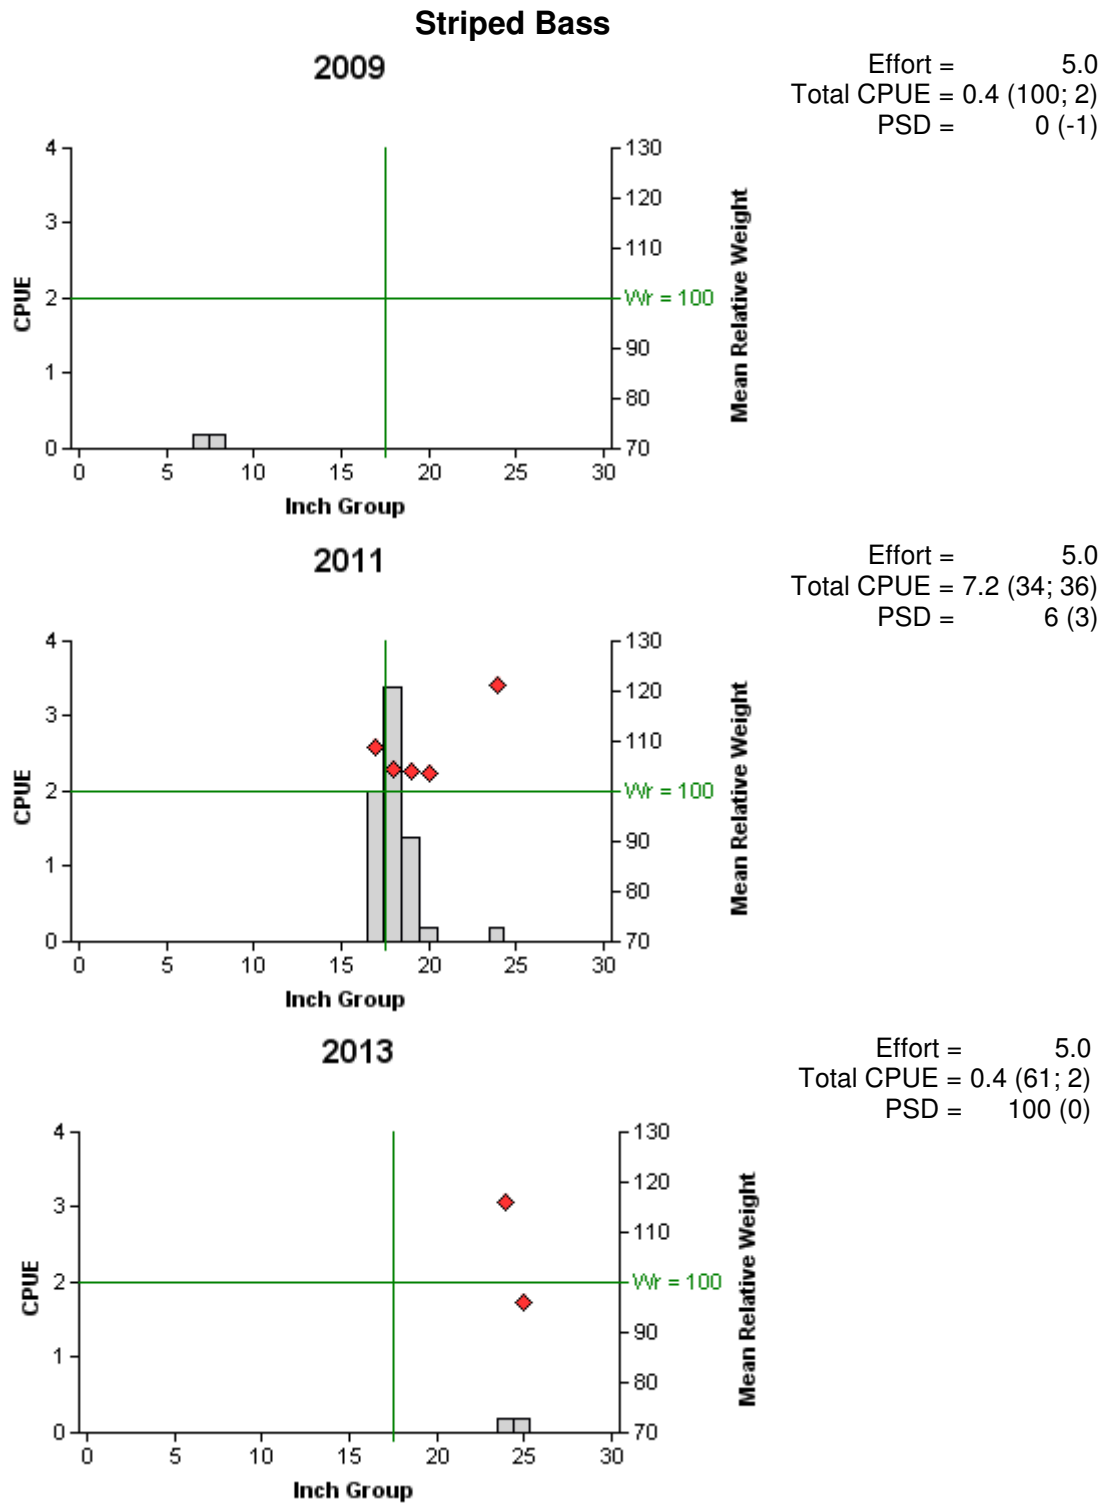 Striped Bass
2009
Effort = 5.0
Total CPUE = 0.4 (100; 2)
PSD = 0 (-1)
4 130
120
3 110
2 Wr = 100
90
1 80
0 70
CPUE
Mean Relative Weight
0 5 10 15 20 25 30
Inch Group
2011
Effort = 5.0
Total CPUE = 7.2 (34; 36)
PSD = 6 (3)
4 130
120
3 110
2 Wr = 100
90
1 80
0 70
CPUE
Mean Relative Weight
0 5 10 15 20 25 30
Inch Group
2013
Effort = 5.0
Total CPUE = 0.4 (61; 2)
PSD = 100 (0)
4 130
120
3 110
2 Wr = 100
90
1 80
0 70
CPUE
Mean Relative Weight
0 5 10 15 20 25 30
Inch Group